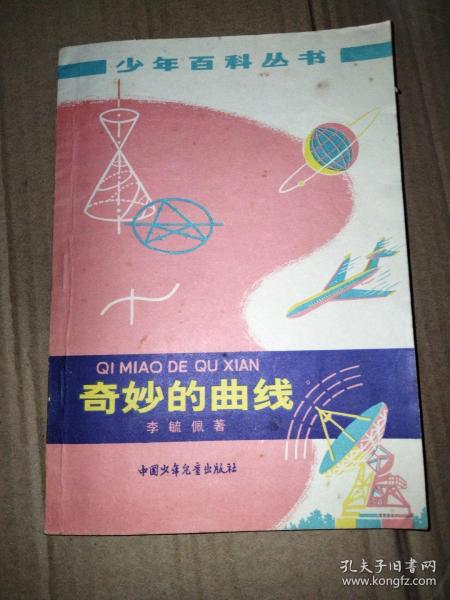 少年百科丛书
QI MIAO DE QU XIAN
奇妙的曲线
李毓佩著
中国少年儿童出版社
孔夫子旧书网
www.kongfz.com